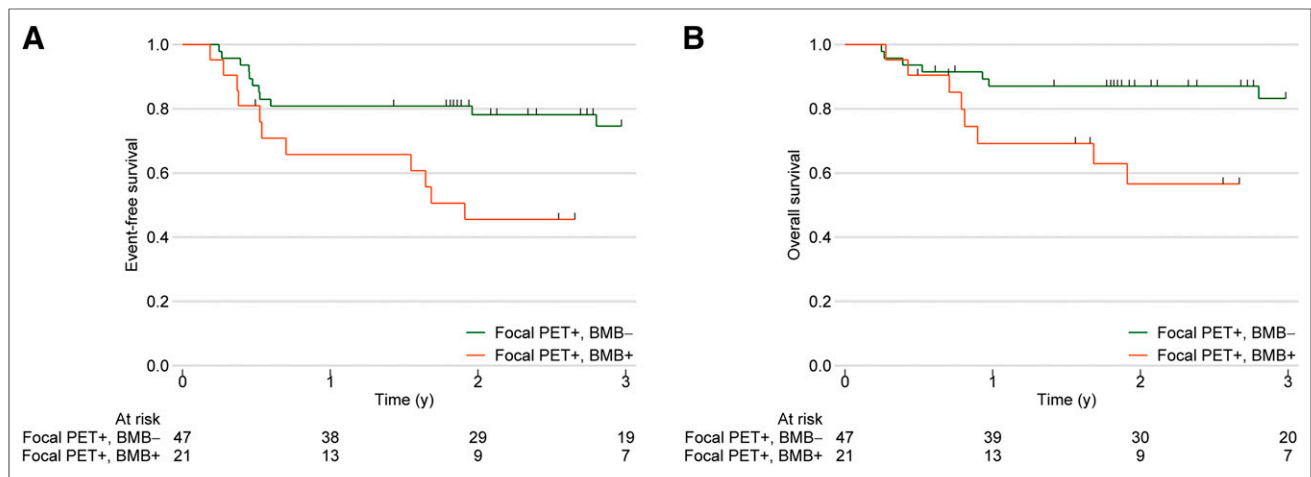 A
1.0
0.8
0.6
0.4
0.2
0.0
Event-free survival
Focal PET+, BMB–
Focal PET+, BMB+
0 1 2 3
Time (y)
At risk
Focal PET+, BMB– 47 38 29 19
Focal PET+, BMB+ 21 13 9 7
B
1.0
0.8
0.6
0.4
0.2
0.0
Overall survival
Focal PET+, BMB–
Focal PET+, BMB+
0 1 2 3
Time (y)
At risk
Focal PET+, BMB– 47 39 30 20
Focal PET+, BMB+ 21 13 9 7